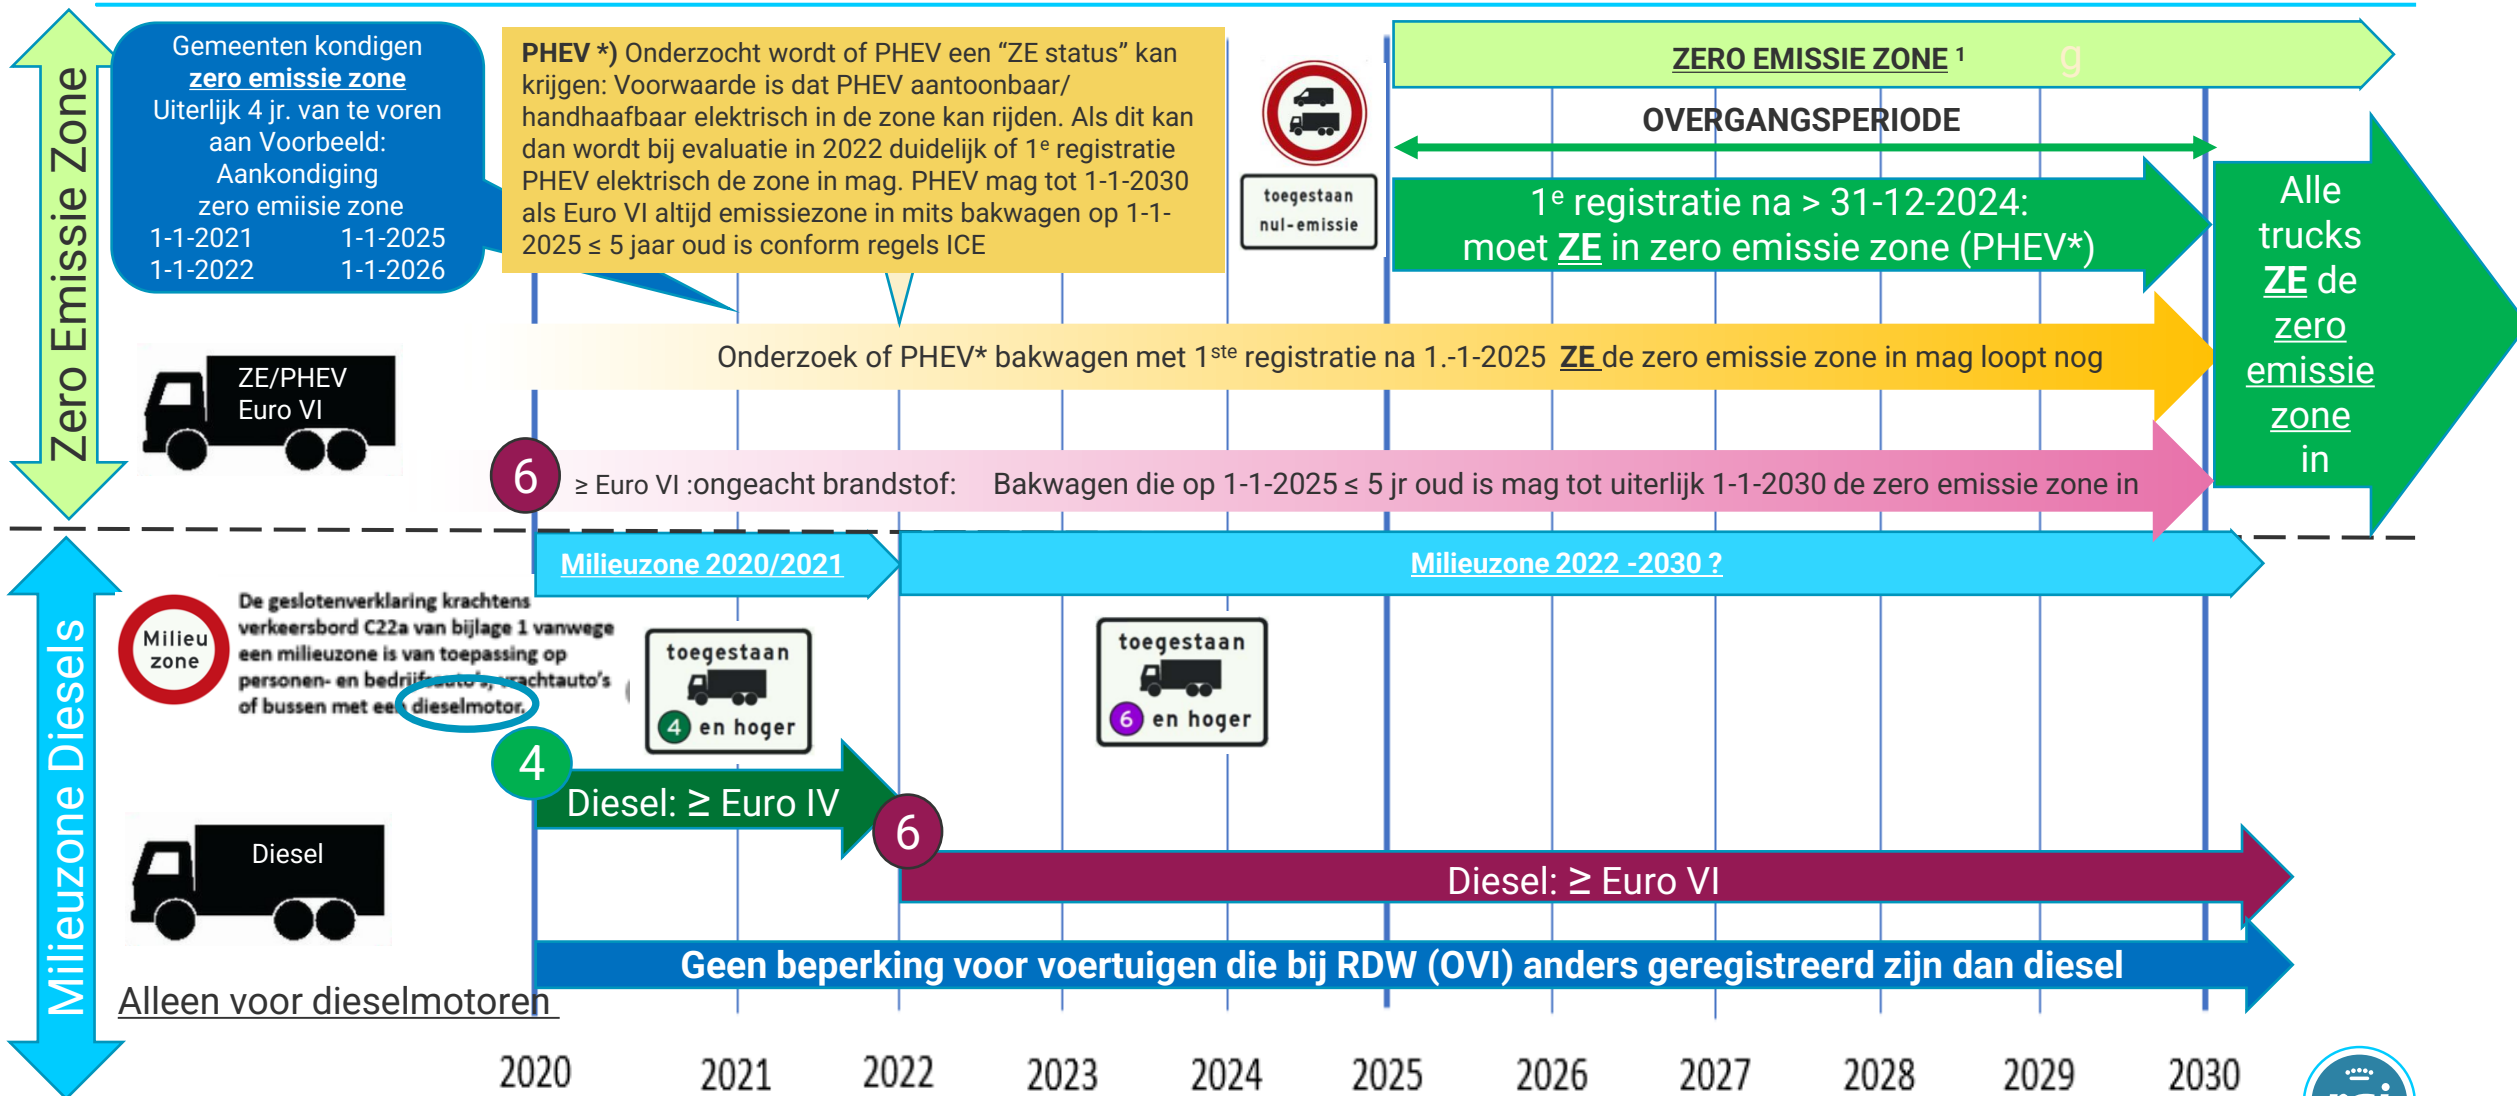 Zero Emissie Zone
Gemeenten kondigen
zero emissie zone
Uiterlijk 4 jr. van te voren
aan Voorbeeld:
Aankondiging
zero emiisie zone
1-1-2021 1-1-2025
1-1-2022 1-1-2026
PHEV *) Onderzocht wordt of PHEV een “ZE status” kan
krijgen: Voorwaarde is dat PHEV aantoonbaar/
handhaafbaar elektrisch in de zone kan rijden. Als dit kan
dan wordt bij evaluatie in 2022 duidelijk of 1e registratie
PHEV elektrisch de zone in mag. PHEV mag tot 1-1-2030
als Euro VI altijd emissiezone in mits bakwagen op 1-1-
2025 ≤ 5 jaar oud is conform regels ICE
toegestaan
nul-emissie
ZERO EMISSIE ZONE 1
g
OVERGANGSPERIODE
1e registratie na > 31-12-2024:
moet ZE in zero emissie zone (PHEV*)
Alle
trucks
ZE de
zero
emissie
zone
in
ZE/PHEV
Euro VI
Onderzoek of PHEV* bakwagen met 1ste registratie na 1.-1-2025 ZE de zero emissie zone in mag loopt nog
6
≥ Euro VI :ongeacht brandstof: Bakwagen die op 1-1-2025 ≤ 5 jr oud is mag tot uiterlijk 1-1-2030 de zero emissie zone in
Milieuzone Diesels
Milieuzone 2020/2021
Milieuzone 2022 -2030 ?
Milieu
zone
De geslotenverklaring krachtens
verkeersbord C22a van bijlage 1 vanwege
een milieuzone is van toepassing op
personen- en bedrijfsauto's, vrachtauto's
of bussen met een dieselmotor.
toegestaan
4 en hoger
toegestaan
6 en hoger
4
Diesel: ≥ Euro IV
6
Diesel: ≥ Euro VI
Diesel
Geen beperking voor voertuigen die bij RDW (OVI) anders geregistreerd zijn dan diesel
Alleen voor dieselmotoren
2020 2021 2022 2023 2024 2025 2026 2027 2028 2029 2030